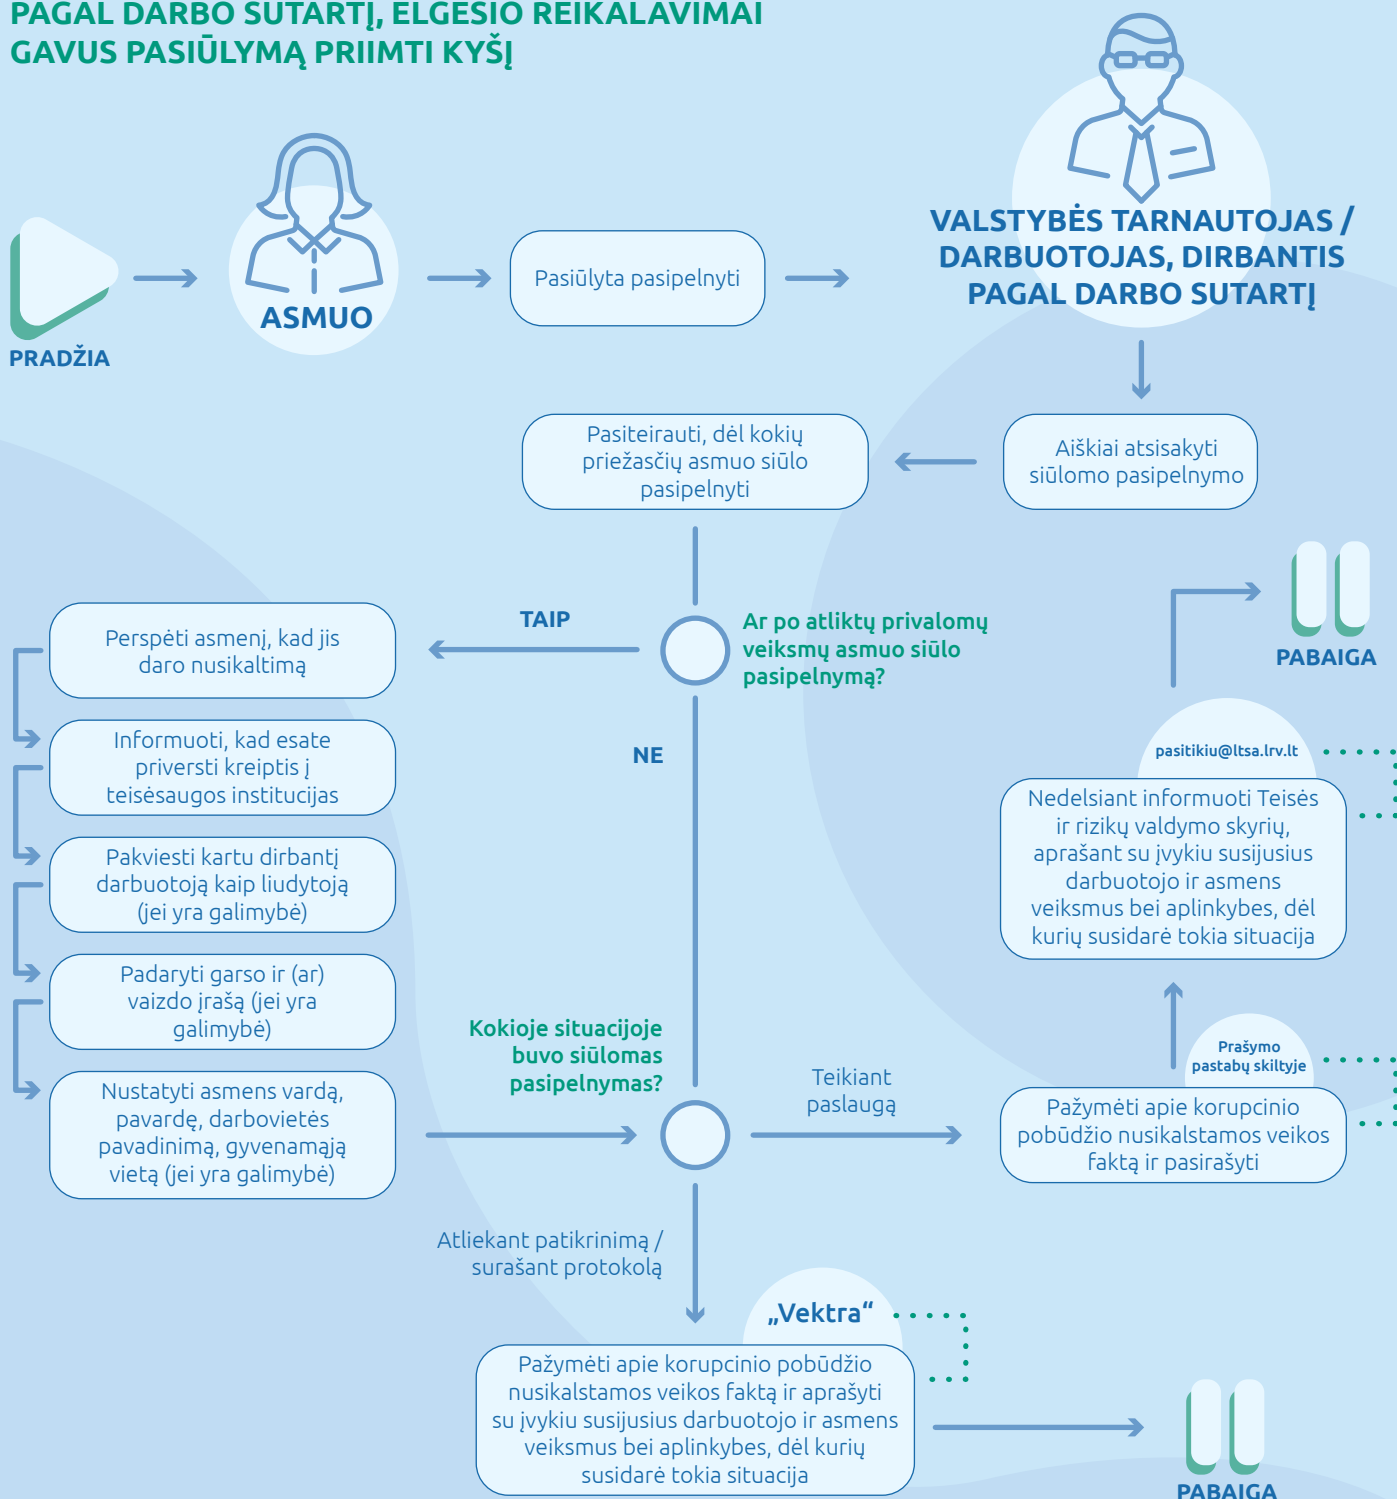 PAGAL DARBO SUTARTĮ, ELGESIO REIKALAVIMAI
GAVUS PASIŪLYMĄ PRIIMTI KYŠĮ
PRADŽIA
ASMUO
Pasiūlyta pasipelnyti
VALSTYBĖS TARNAUTOJAS /
DARBUOTOJAS, DIRBANTIS
PAGAL DARBO SUTARTĮ
Aiškiai atsisakyti
siūlomo pasipelnymo
Pasiteirauti, dėl kokių
priežasčių asmuo siūlo
pasipelnyti
Ar po atliktų privalomų
veiksmų asmuo siūlo
pasipelnymą?
TAIP
Perspėti asmenį, kad jis
daro nusikaltimą
Informuoti, kad esate
priversti kreiptis į
teisėsaugos institucijas
Pakviesti kartu dirbantį
darbuotoją kaip liudytoją
(jei yra galimybė)
Padaryti garso ir (ar)
vaizdo įrašą (jei yra
galimybė)
Nustatyti asmens vardą,
pavardę, darbovietės
pavadinimą, gyvenamąją
vietą (jei yra galimybė)
NE
Kokioje situacijoje
buvo siūlomas
pasipelnymas?
Teikiant
paslaugą
Prašymo
pastabų skiltyje
Pažymėti apie korupcinio
pobūdžio nusikalstamos veikos
faktą ir pasirašyti
pasitikiu@ltsa.lrv.lt
Nedelsiant informuoti Teisės
ir rizikų valdymo skyrių,
aprašant su įvykiu susijusius
darbuotojo ir asmens
veiksmus bei aplinkybes, dėl
kurių susidarė tokia situacija
PABAIGA
Atliekant patikrinimą /
surašant protokolą
„Vektra“
Pažymėti apie korupcinio pobūdžio
nusikalstamos veikos faktą ir aprašyti
su įvykiu susijusius darbuotojo ir asmens
veiksmus bei aplinkybes, dėl kurių
susidarė tokia situacija
PABAIGA